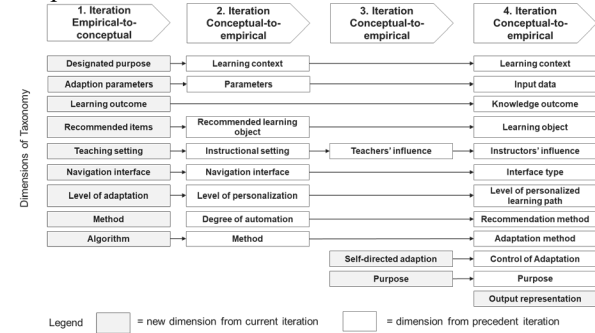 1. Iteration
Empirical-to-
conceptual
2. Iteration
Conceptual-to-
empirical
3. Iteration
Conceptual-to-
empirical
4. Iteration
Conceptual-to-
empirical
Dimensions of Taxonomy
Designated purpose
Learning context
Learning context
Adaption parameters
Parameters
Input data
Learning outcome
Knowledge outcome
Recommended items
Recommended learning
object
Learning object
Teaching setting
Instructional setting
Teachers' influence
Instructors' influence
Navigation interface
Navigation interface
Interface type
Level of adaptation
Level of personalization
Level of personalized
learning path
Method
Degree of automation
Recommendation method
Algorithm
Method
Adaptation method
Self-directed adaption
Control of Adaptation
Purpose
Purpose
Output representation
Legend
= new dimension from current iteration
= dimension from precedent iteration